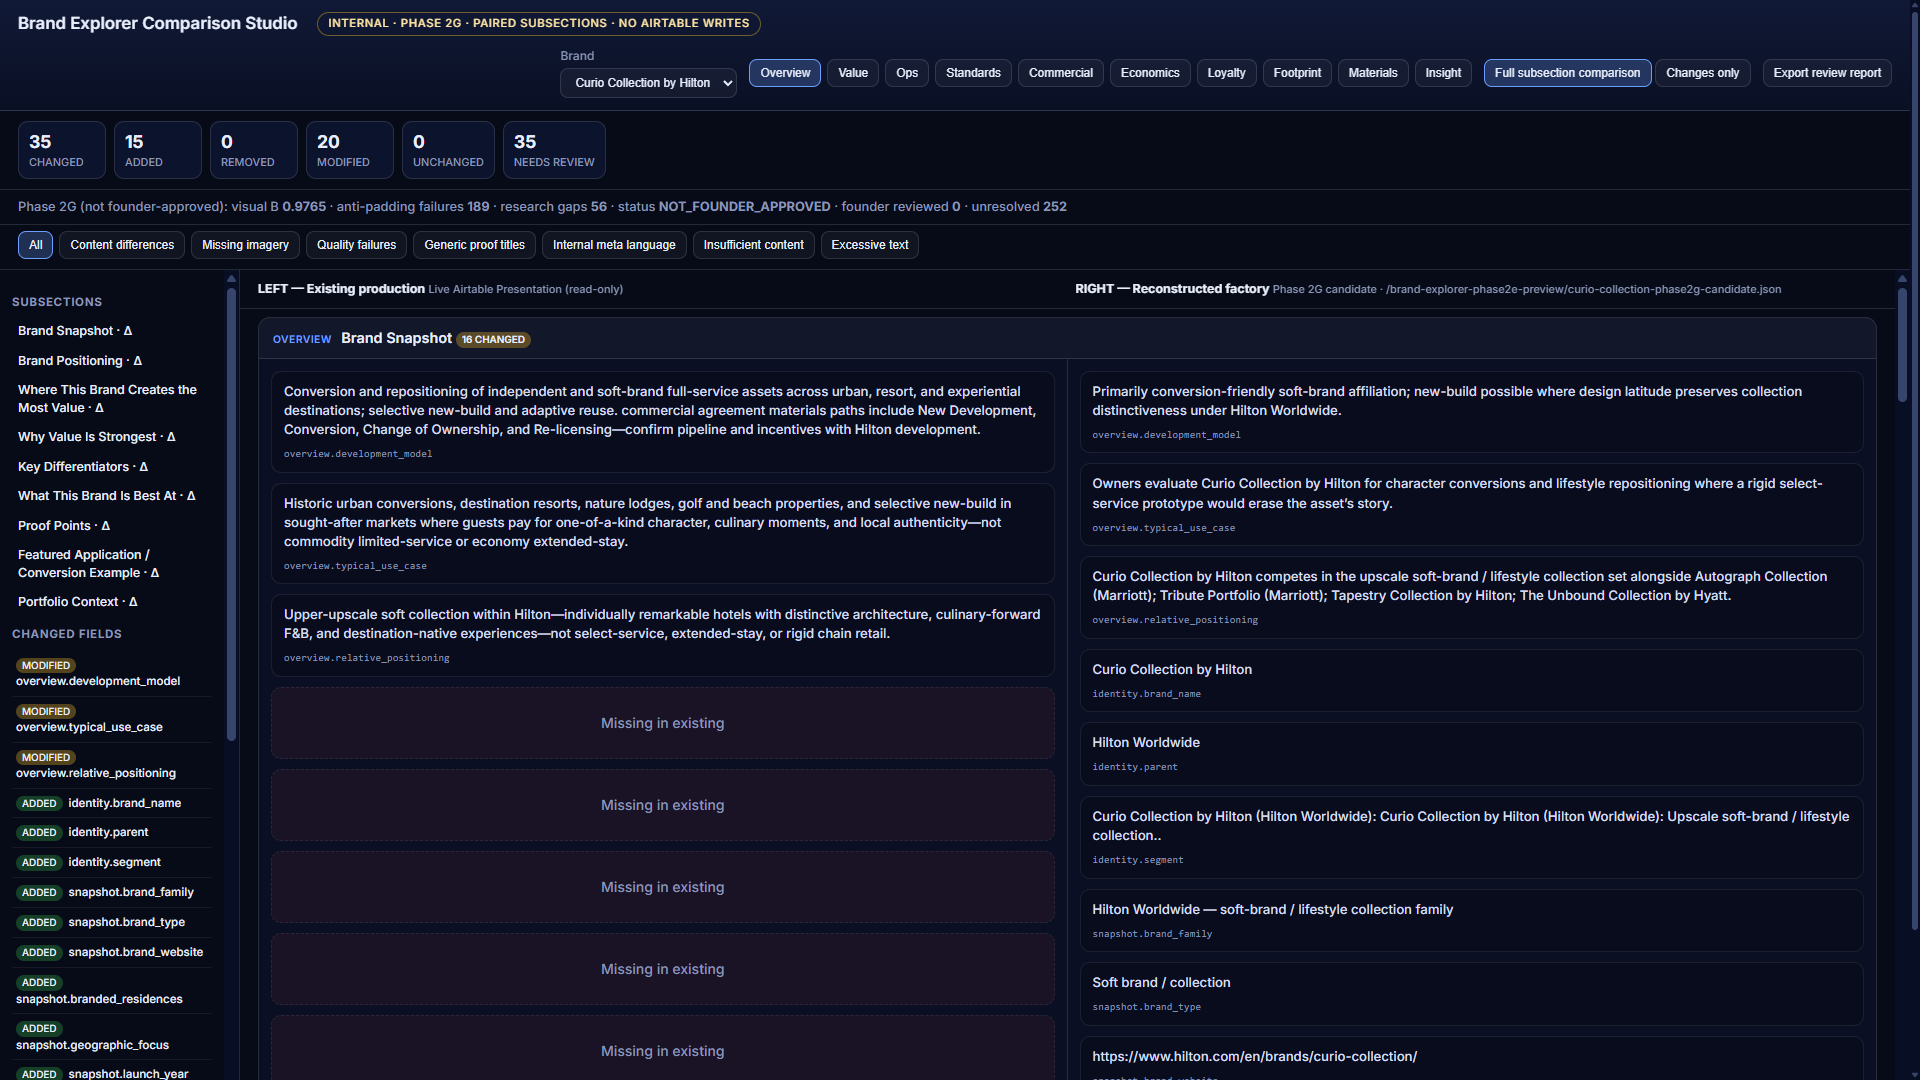 Brand Explorer Comparison Studio
INTERNAL · PHASE 2G · PAIRED SUBSECTIONS · NO AIRTABLE WRITES
Brand
Curio Collection by Hilton
Overview
Value
Ops
Standards
Commercial
Economics
Loyalty
Footprint
Materials
Insight
Full subsection comparison
Changes only
Export review report
35
CHANGED
15
ADDED
0
REMOVED
20
MODIFIED
0
UNCHANGED
35
NEEDS REVIEW
Phase 2G (not founder-approved): visual B 0.9765 · anti-padding failures 189 · research gaps 56 · status NOT_FOUNDER_APPROVED · founder reviewed 0 · unresolved 252
All
Content differences
Missing imagery
Quality failures
Generic proof titles
Internal meta language
Insufficient content
Excessive text
SUBSECTIONS
Brand Snapshot · Δ
Brand Positioning · Δ
Where This Brand Creates the
Most Value · Δ
Why Value Is Strongest · Δ
Key Differentiators · Δ
What This Brand Is Best At · Δ
Proof Points · Δ
Featured Application /
Conversion Example · Δ
Portfolio Context · Δ
CHANGED FIELDS
MODIFIED
overview.development_model
MODIFIED
overview.typical_use_case
MODIFIED
overview.relative_positioning
ADDED identity.brand_name
ADDED identity.parent
ADDED identity.segment
ADDED snapshot.brand_family
ADDED snapshot.brand_type
ADDED snapshot.brand_website
ADDED
snapshot.branded_residences
ADDED
snapshot.geographic_focus
ADDED snapshot.launch_year
LEFT — Existing production Live Airtable Presentation (read-only)
RIGHT — Reconstructed factory Phase 2G candidate · /brand-explorer-phase2e-preview/curio-collection-phase2g-candidate.json
OVERVIEW Brand Snapshot 16 CHANGED
Conversion and repositioning of independent and soft-brand full-service assets across urban, resort, and experiential
destinations; selective new-build and adaptive reuse. commercial agreement materials paths include New Development,
Conversion, Change of Ownership, and Re-licensing—confirm pipeline and incentives with Hilton development.
overview.development_model
Historic urban conversions, destination resorts, nature lodges, golf and beach properties, and selective new-build in
sought-after markets where guests pay for one-of-a-kind character, culinary moments, and local authenticity—not
commodity limited-service or economy extended-stay.
overview.typical_use_case
Upper-upscale soft collection within Hilton—individually remarkable hotels with distinctive architecture, culinary-forward
F&B, and destination-native experiences—not select-service, extended-stay, or rigid chain retail.
overview.relative_positioning
Missing in existing
Missing in existing
Missing in existing
Missing in existing
Missing in existing
Primarily conversion-friendly soft-brand affiliation; new-build possible where design latitude preserves collection
distinctiveness under Hilton Worldwide.
overview.development_model
Owners evaluate Curio Collection by Hilton for character conversions and lifestyle repositioning where a rigid select-
service prototype would erase the asset's story.
overview.typical_use_case
Curio Collection by Hilton competes in the upscale soft-brand / lifestyle collection set alongside Autograph Collection
(Marriott); Tribute Portfolio (Marriott); Tapestry Collection by Hilton; The Unbound Collection by Hyatt.
overview.relative_positioning
Curio Collection by Hilton
identity.brand_name
Hilton Worldwide
identity.parent
Curio Collection by Hilton (Hilton Worldwide): Curio Collection by Hilton (Hilton Worldwide): Upscale soft-brand / lifestyle
collection..
identity.segment
Hilton Worldwide — soft-brand / lifestyle collection family
snapshot.brand_family
Soft brand / collection
snapshot.brand_type
https://www.hilton.com/en/brands/curio-collection/